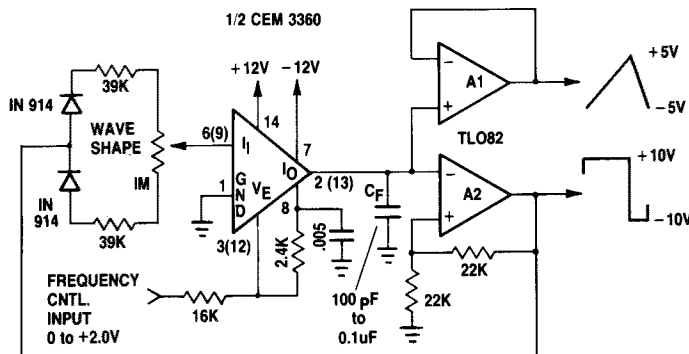 1/2 CEM 3360
+12V
-12V
+5V
-5V
39K
IN 914
WAVE
SHAPE
6(9)
14
7
I1
IO
GND
VE
1
2 (13)
8
3(12)
A1
TLO82
A2
+10V
-10V
IM
IN
914
39K
CF
2.4K
.005
22K
22K
FREQUENCY
CNTL.
INPUT
0 to +2.0V
16K
100 pF
to
0.1uF